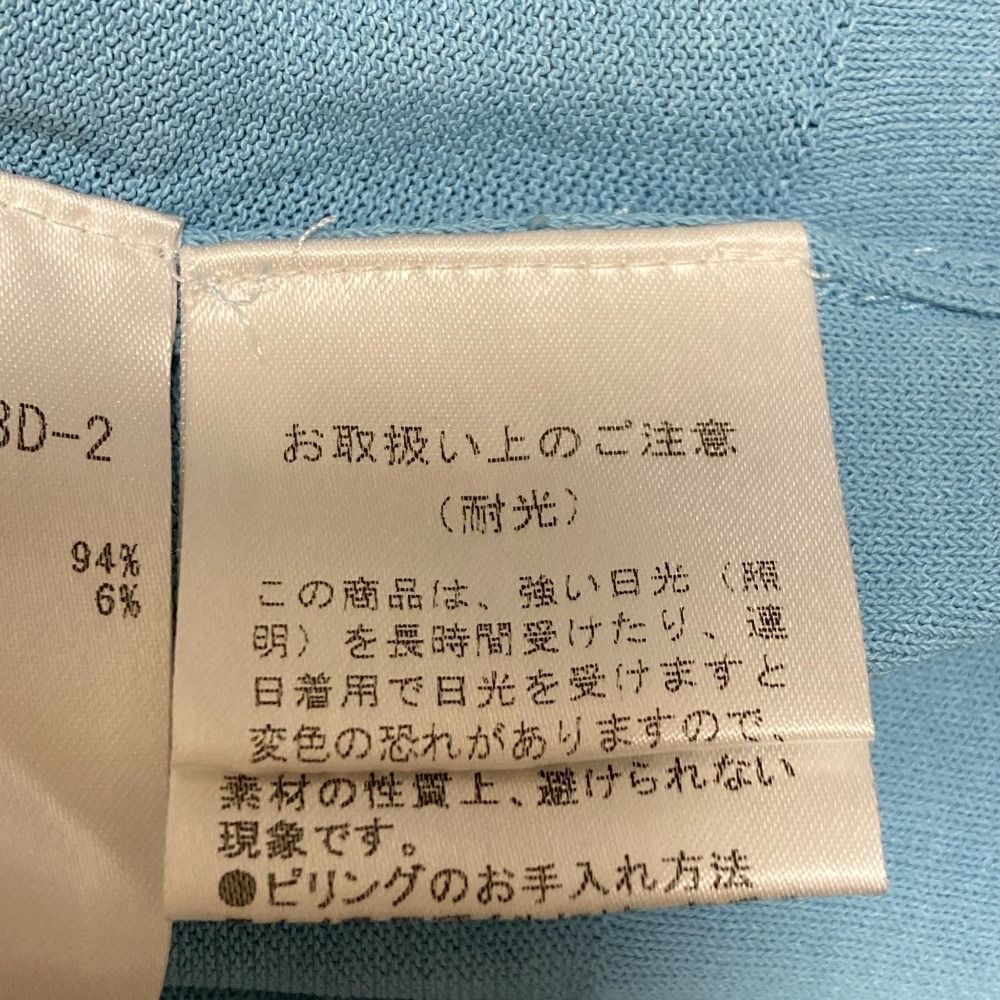 3D-2
94%
6%
お取扱い上のご注意
(耐光)
この商品は、強い日光(照
明)を長時間受けたり、連
日着用で日光を受けますと
変色の恐れがありますので、
素材の性質上、避けられない
現象です。
●ピリングのお手入れ方法